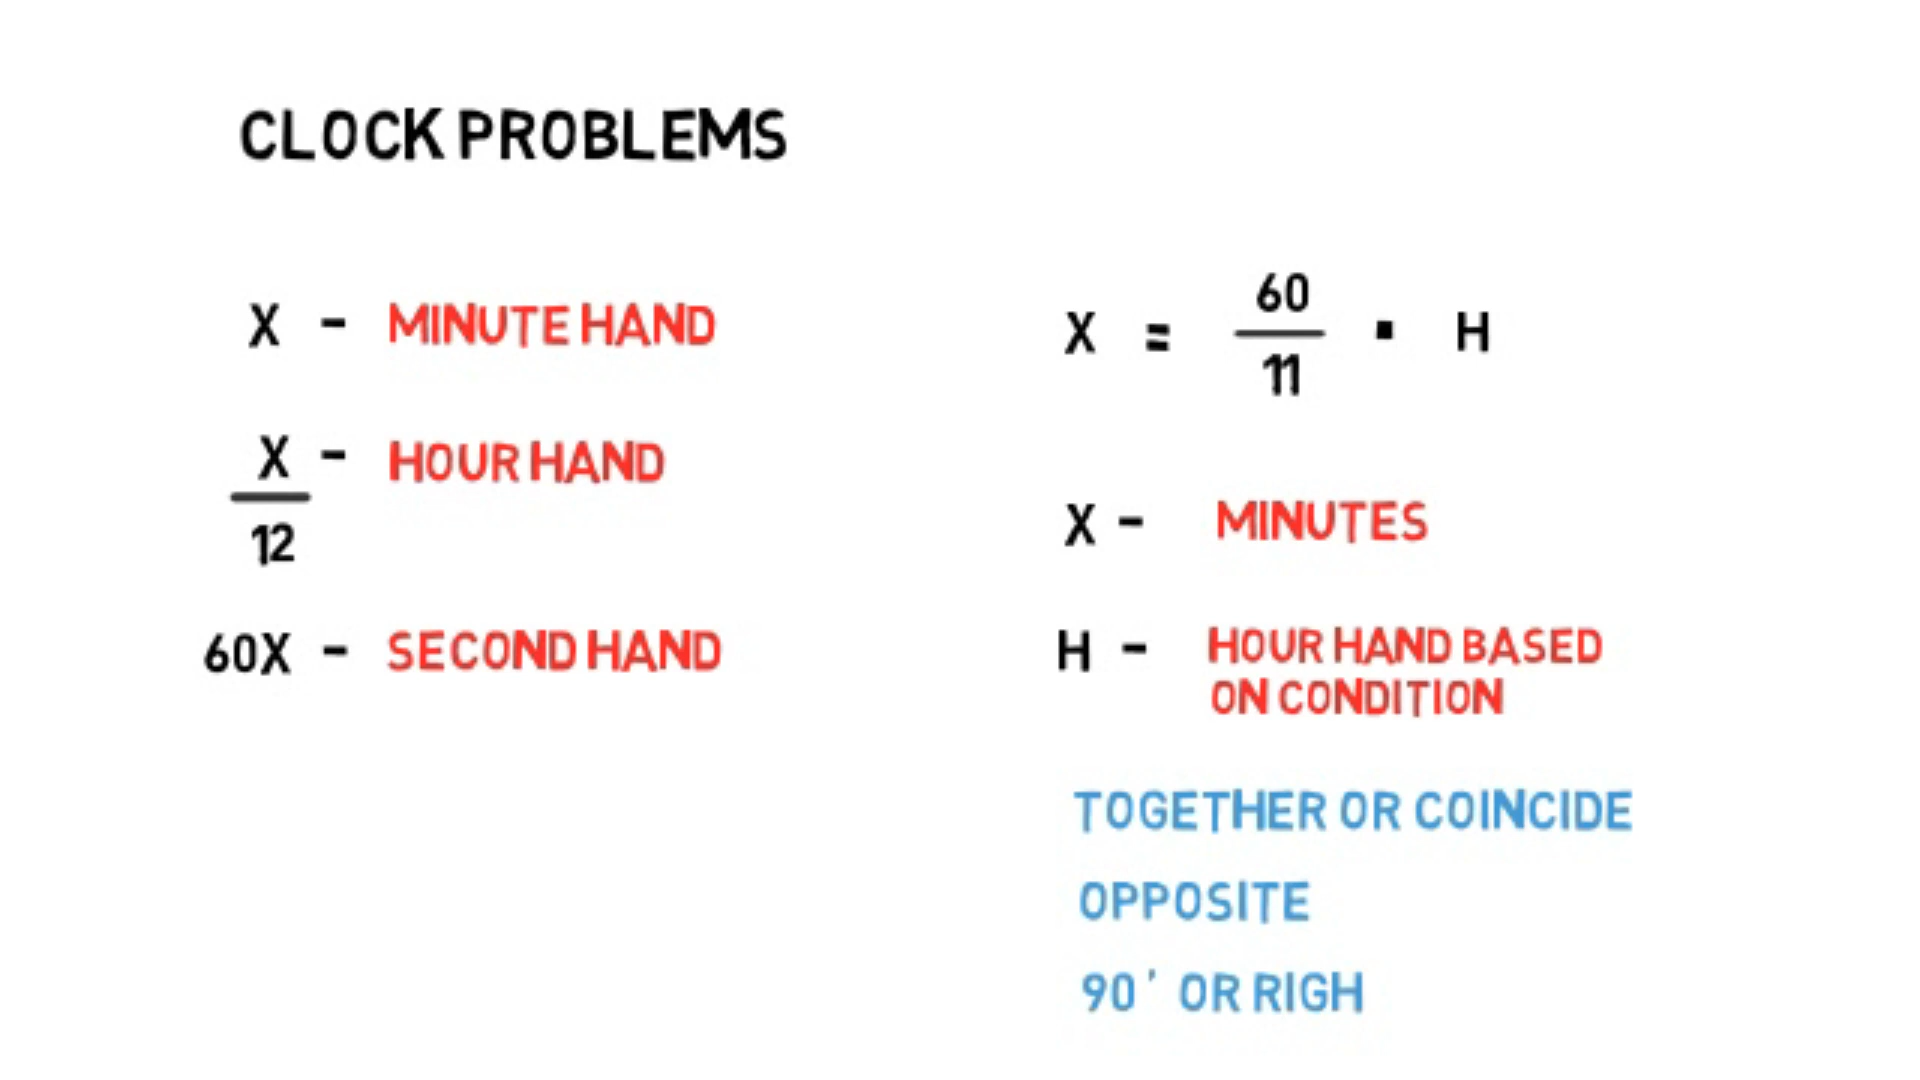 CLOCK PROBLEMS
X - MINUTE HAND
X - HOUR HAND
12
60X - SECOND HAND
X = 60 · H
11
X - MINUTES
H - HOUR HAND BASED
ON CONDITION
TOGETHER OR COINCIDE
OPPOSITE
90 ' OR RIGH